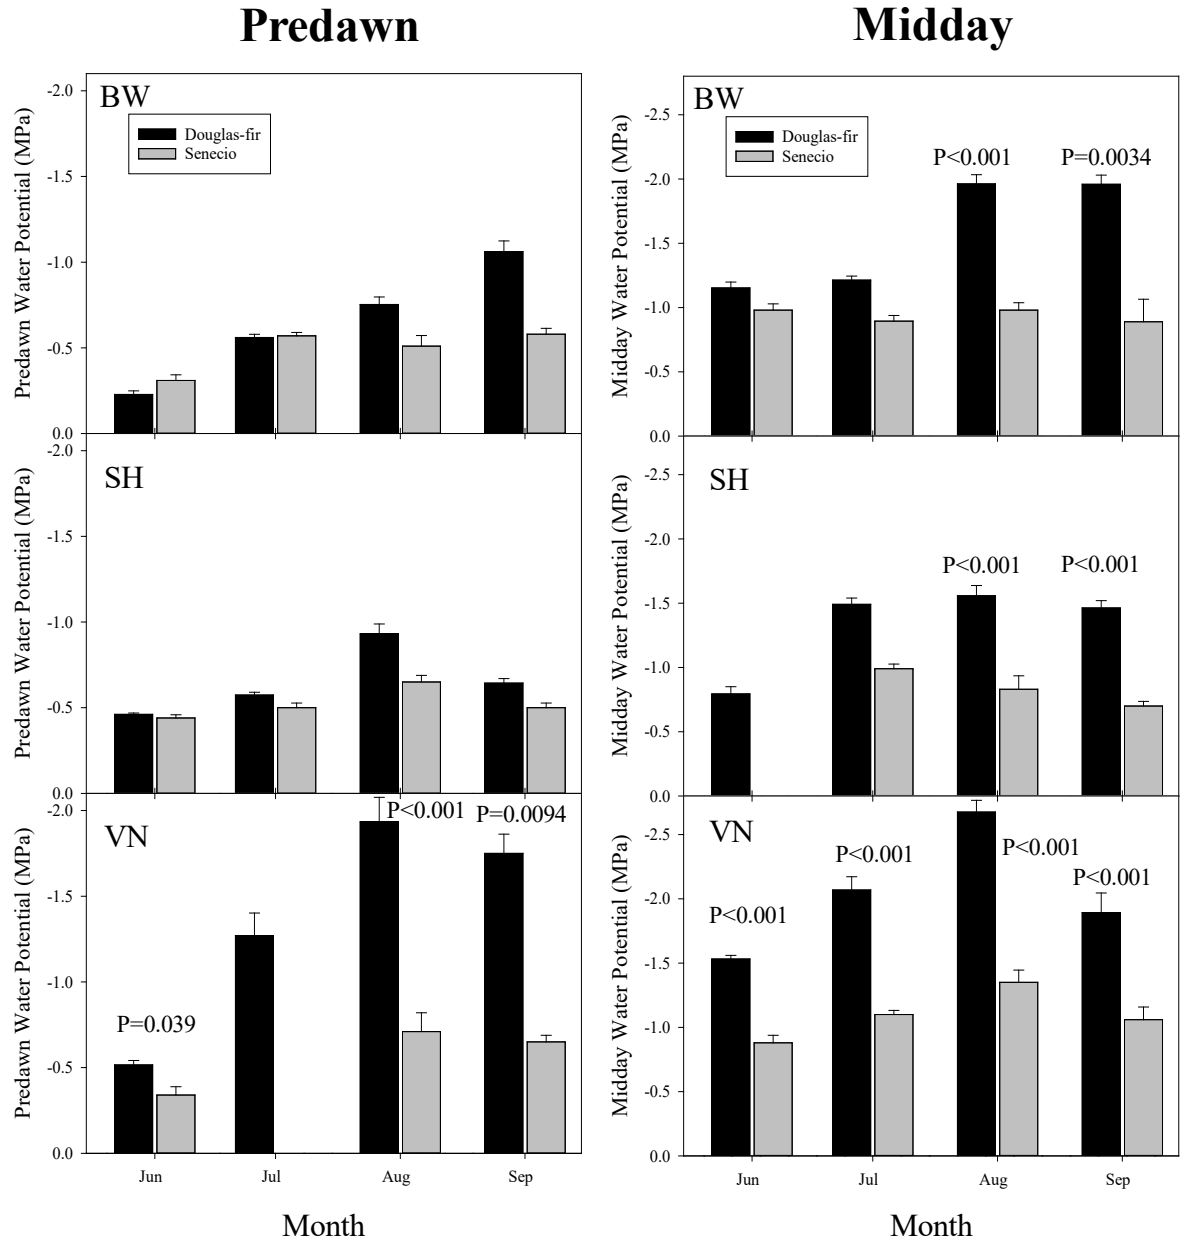 Predawn
Midday
BW
Douglas-fir
Senecio
Predawn Water Potential (MPa)
-2.0
-1.5
-1.0
-0.5
0.0
SH
Predawn Water Potential (MPa)
-2.0
-1.5
-1.0
-0.5
0.0
VN
P=0.039
P<0.001
P=0.0094
Predawn Water Potential (MPa)
-2.0
-1.5
-1.0
-0.5
0.0
Jun
Jul
Aug
Sep
Month
BW
Douglas-fir
Senecio
P<0.001
P=0.0034
Midday Water Potential (MPa)
-2.5
-2.0
-1.5
-1.0
-0.5
0.0
SH
P<0.001
P<0.001
Midday Water Potential (MPa)
-2.5
-2.0
-1.5
-1.0
-0.5
0.0
VN
P<0.001
P<0.001
P<0.001
P<0.001
Midday Water Potential (MPa)
-2.5
-2.0
-1.5
-1.0
-0.5
0.0
Jun
Jul
Aug
Sep
Month